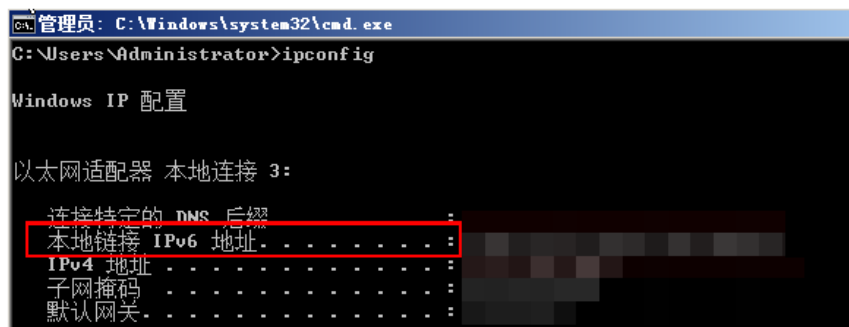 管理员: C:\Windows\system32\cmd.exe
C:\Users\Administrator>ipconfig
Windows IP 配置
以太网适配器 本地连接 3:
连接特定的 DNS 后缀 . . . . . . . :
本地链接 IPv6 地址. . . . . . . . :
IPv4 地址 . . . . . . . . . . . . :
子网掩码 . . . . . . . . . . . . :
默认网关. . . . . . . . . . . . . :